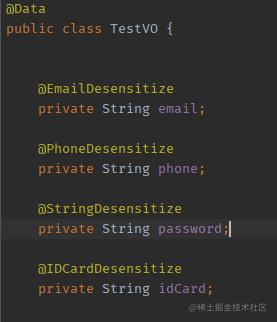 @Data
public class TestVO {
@EmailDesensitize
private String email;
@PhoneDesensitize
private String phone;
@StringDesensitize
private String password;
@IDCardDesensitize
private String idCard;
@稀土掘金技术社区